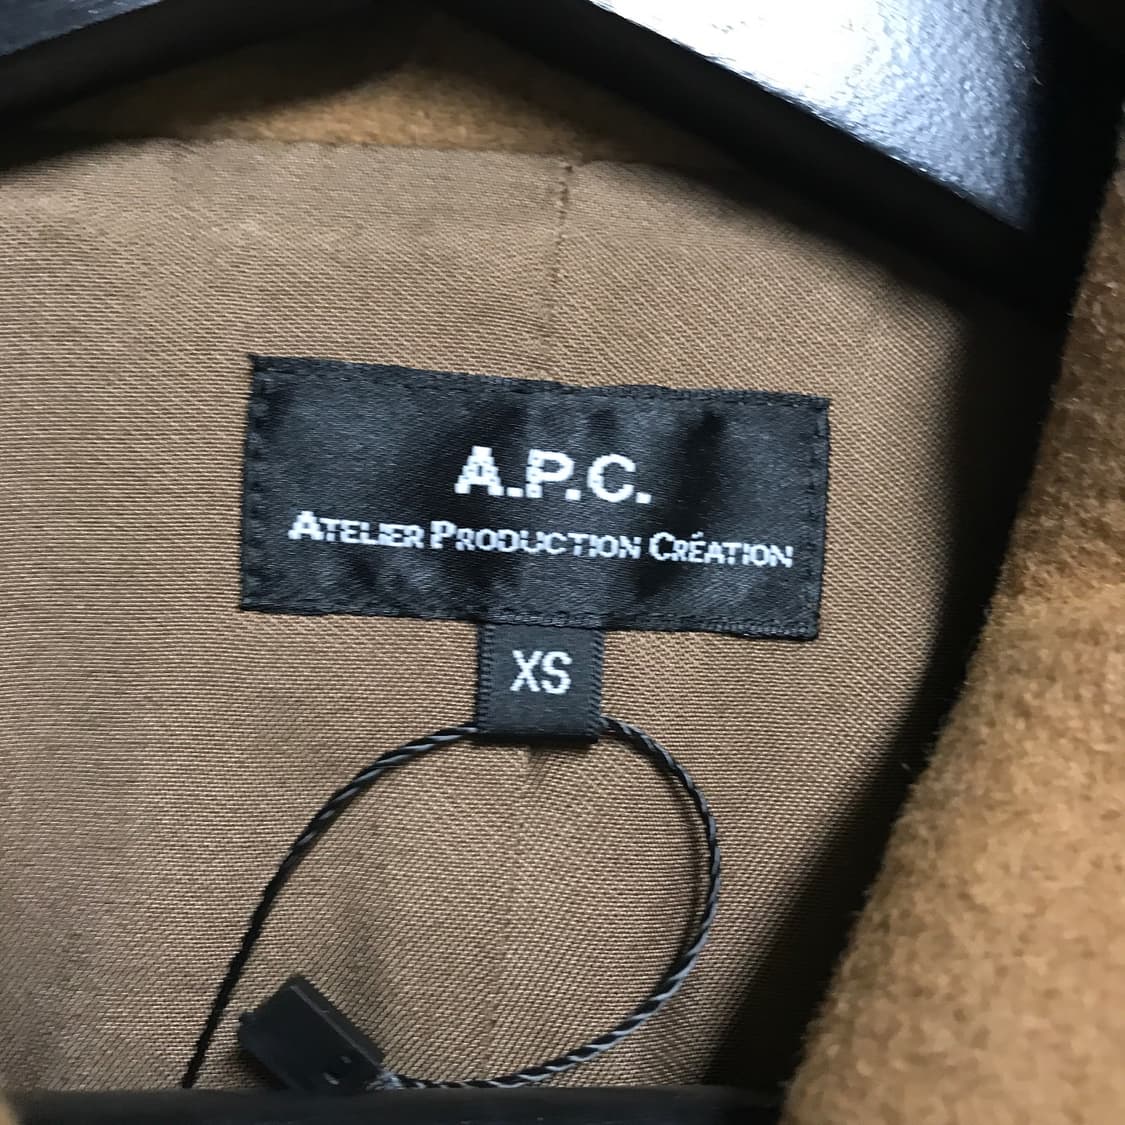 A.P.C.
ATELIER PRODUCTION CRÉATION
XS